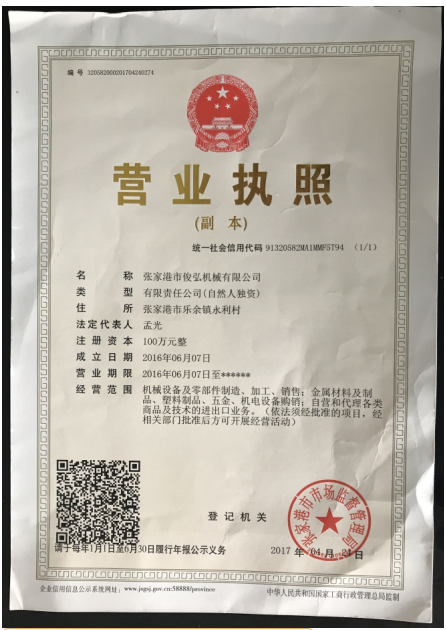 编 号 320582000201704240274
营业执照
(副 本)
统一社会信用代码 91320582MA1MMF5T94 (1/1)
名 称 张家港市俊弘机械有限公司
类 型 有限责任公司(自然人独资)
住 所 张家港市乐余镇永利村
法定代表人 孟光
注册资本 100万元整
成立日期 2016年06月07日
营业期限 2016年06月07日至******
经营范围 机械设备及零部件制造、加工、销售；金属材料及制
品、塑料制品、五金、机电设备购销；自营和代理各类
商品及技术的进出口业务。（依法须经批准的项目，经
相关部门批准后方可开展经营活动）
登 记 机 关
张家港市市场监督管理局
2017 年 04 月 24 日
请于每年1月1日至6月30日履行年报公示义务
企业信用信息公示系统网址: www.jsgsj.gov.cn:58888/province
中华人民共和国国家工商行政管理总局监制